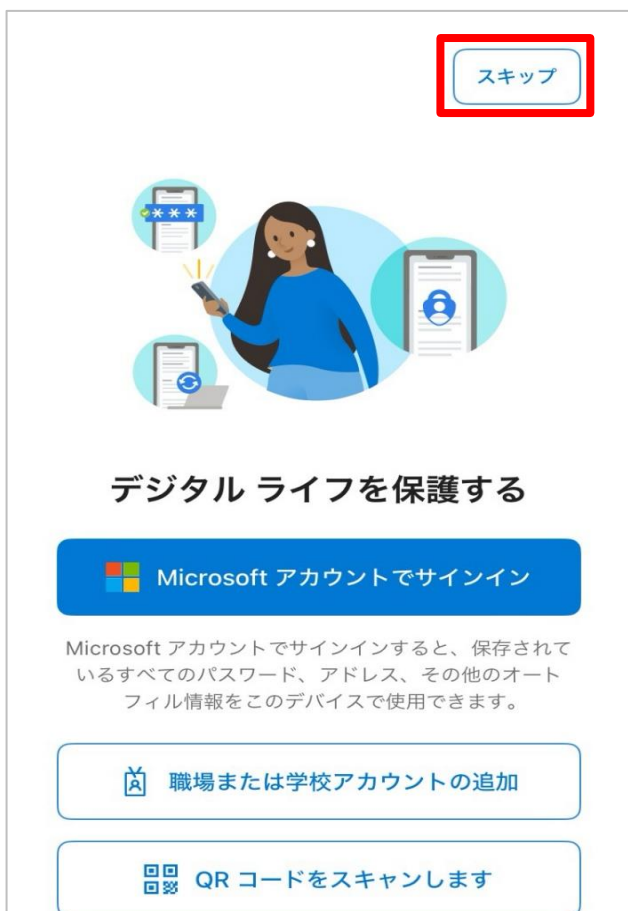 スキップ
***
デジタル ライフを保護する
Microsoft アカウントでサインイン
Microsoft アカウントでサインインすると、保存されて
いるすべてのパスワード、アドレス、その他のオート
フィル情報をこのデバイスで使用できます。
職場または学校アカウントの追加
QR コードをスキャンします